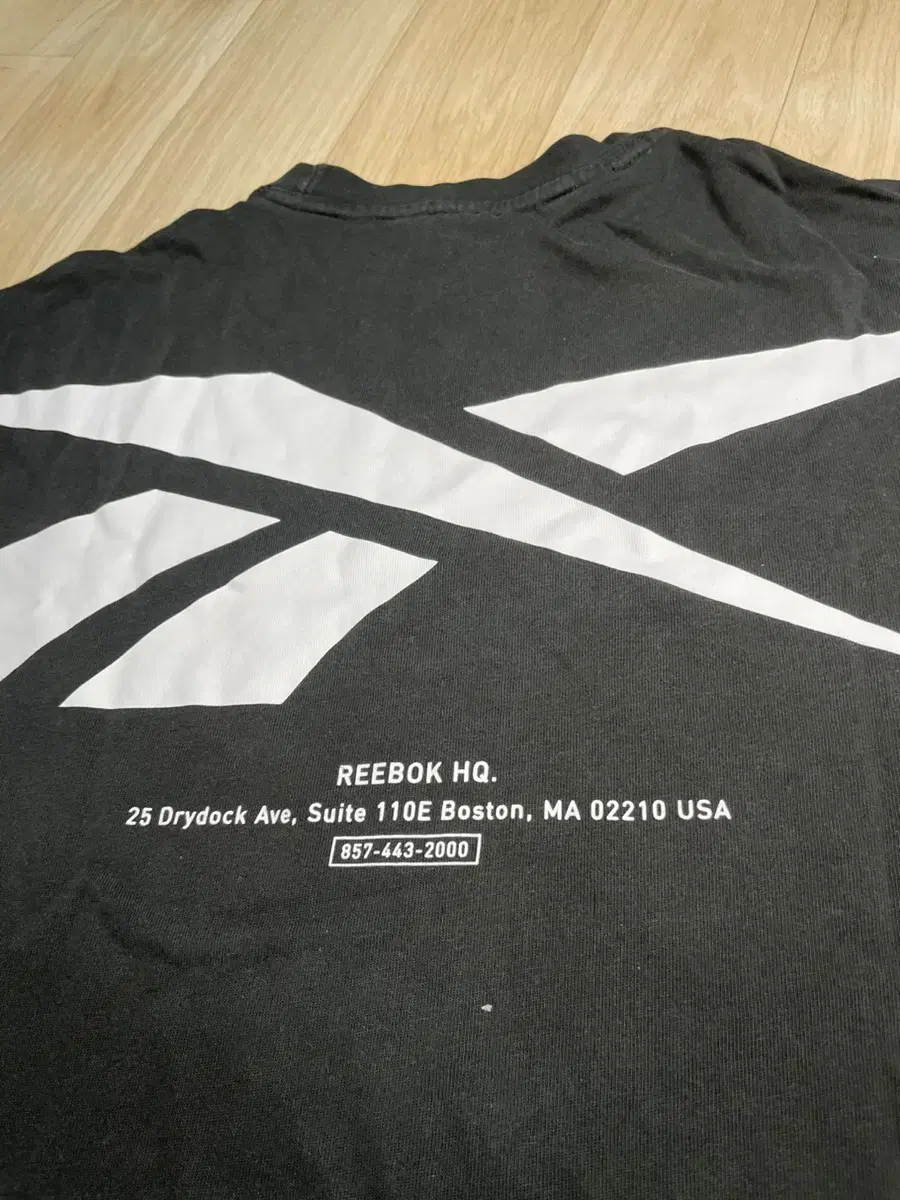 REEBOK HQ.
25 Drydock Ave, Suite 110E Boston, MA 02210 USA
857-443-2000